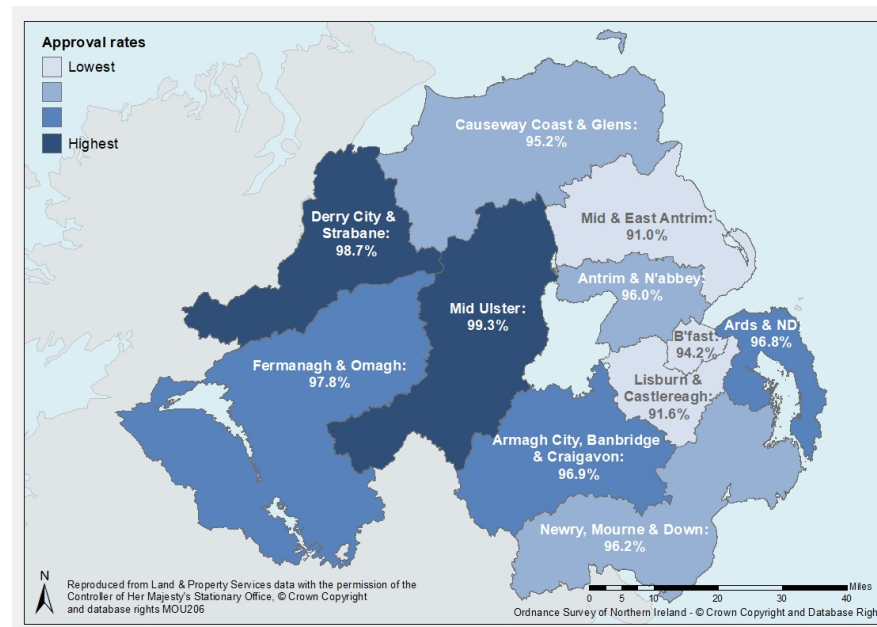 Approval rates
Lowest
Highest
Causeway Coast & Glens:
95.2%
Derry City &
Strabane:
98.7%
Mid & East Antrim:
91.0%
Antrim & N'abbey:
96.0%
Mid Ulster:
99.3%
Ards & ND:
96.8%
B'fast:
94.2%
Fermanagh & Omagh:
97.8%
Lisburn &
Castlereagh:
91.6%
Armagh City, Banbridge
& Craigavon:
96.9%
Newry, Mourne & Down:
96.2%
N
Reproduced from Land & Property Services data with the permission of the
Controller of Her Majesty's Stationary Office, © Crown Copyright
and database rights MOU206
Miles
0 5 10 20 30 40
Ordnance Survey of Northern Ireland - © Crown Copyright and Database Righ